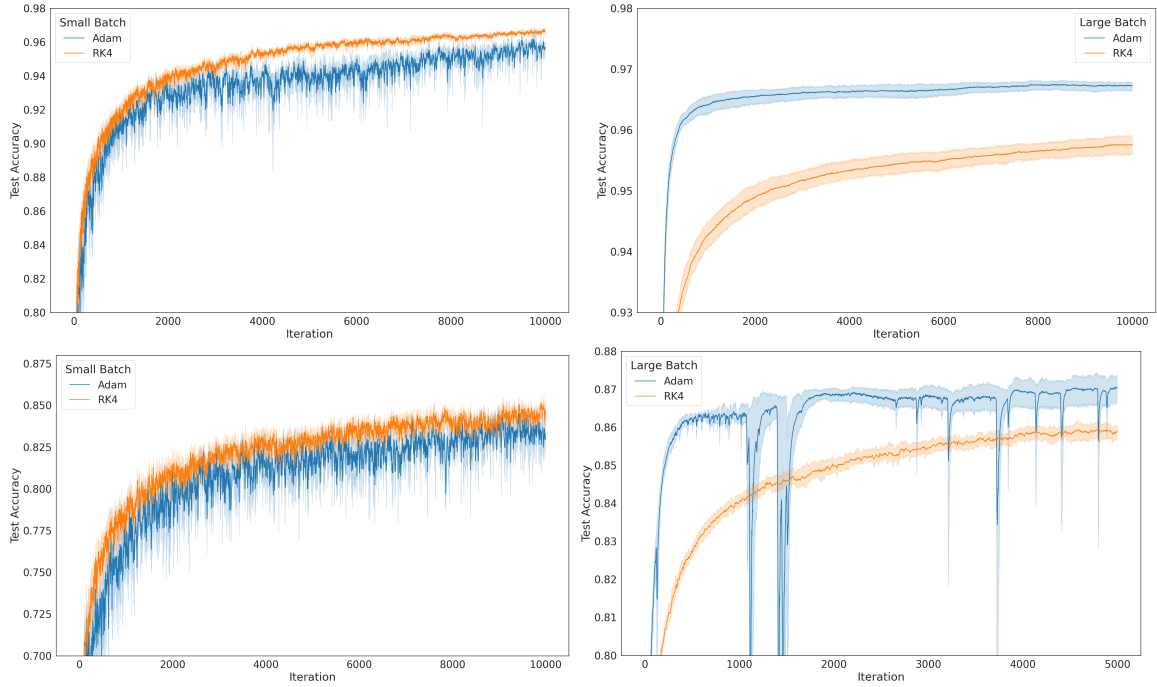 0.98
0.96
0.94
0.92
0.90
0.88
0.86
0.84
0.82
0.80
Test Accuracy
Small Batch
Adam
RK4
0 2000 4000 6000 8000 10000
Iteration
0.98
0.97
0.96
0.95
0.94
0.93
Test Accuracy
Large Batch
Adam
RK4
0 2000 4000 6000 8000 10000
Iteration
0.875
0.850
0.825
0.800
0.775
0.750
0.725
0.700
Test Accuracy
Small Batch
Adam
RK4
0 2000 4000 6000 8000 10000
Iteration
0.88
0.87
0.86
0.85
0.84
0.83
0.82
0.81
0.80
Test Accuracy
Large Batch
Adam
RK4
0 1000 2000 3000 4000 5000
Iteration